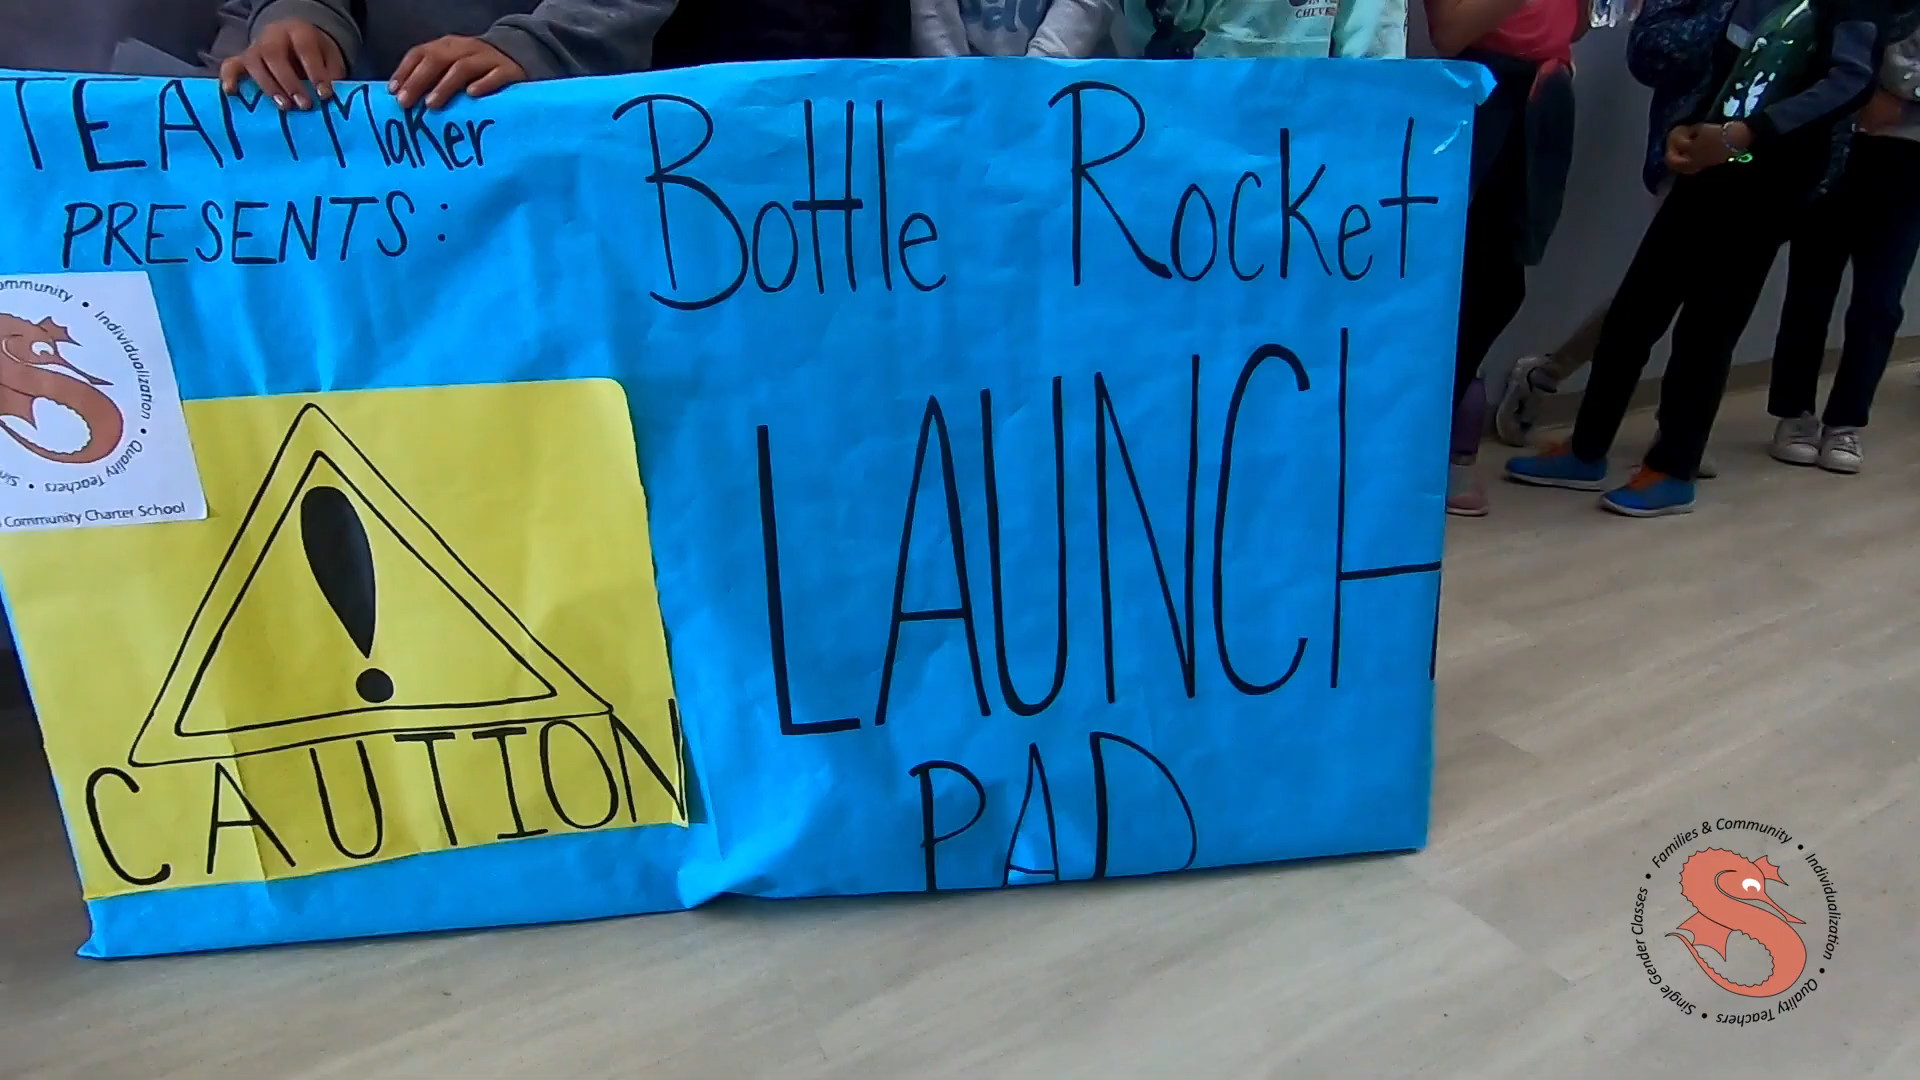 TEAM Maker
PRESENTS:
Bottle Rocket
LAUNCH
PAD
Individualization • Quality Teachers •
Community Charter School
CAUTION
Families & Community • Individualization • Quality Teachers • Single Gender Classes •